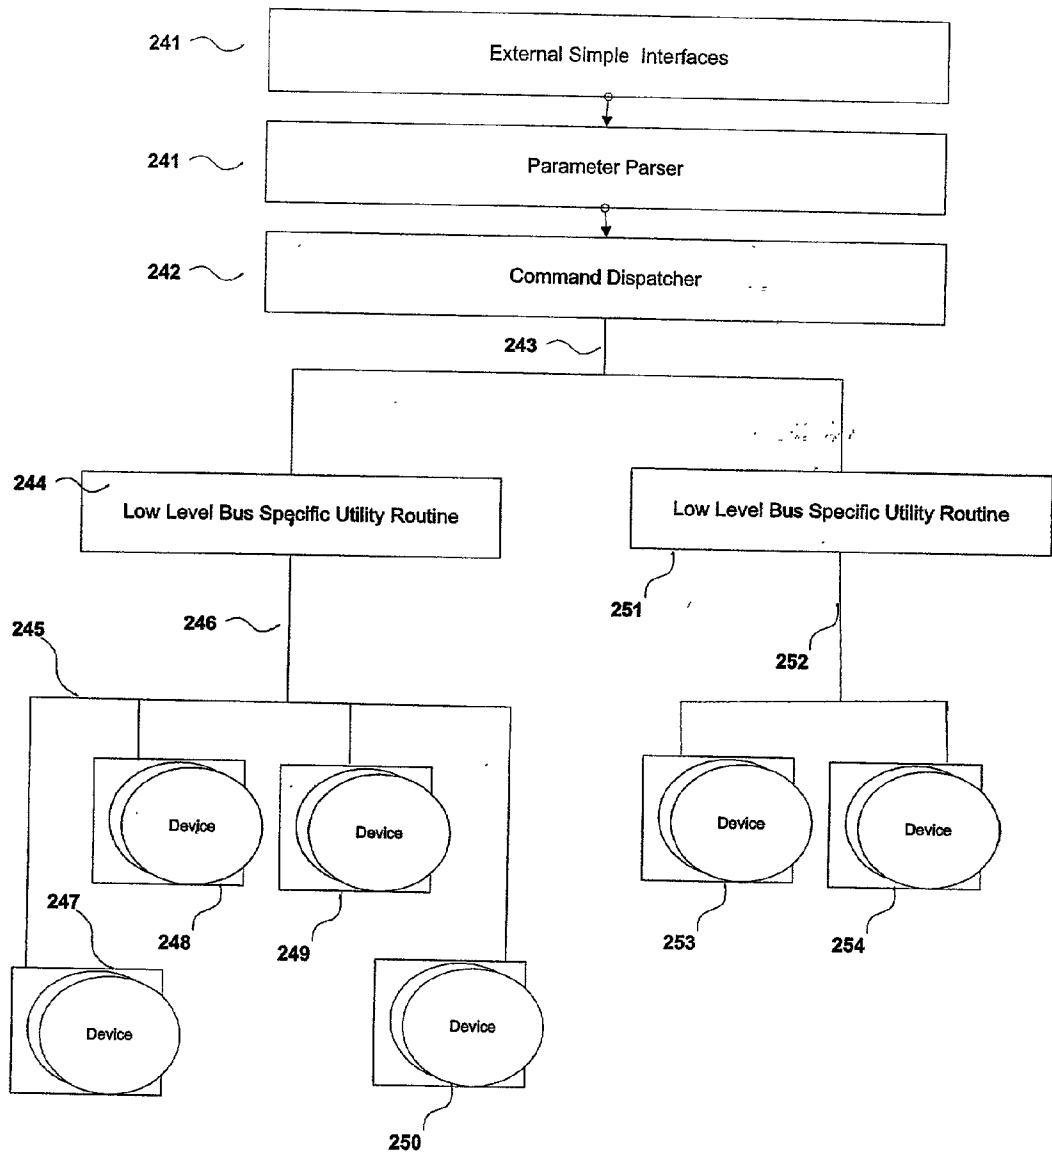 241
External Simple Interfaces
241
Parameter Parser
242
Command Dispatcher
243
244
Low Level Bus Specific Utility Routine
Low Level Bus Specific Utility Routine
251
246
245
252
Device
Device
Device
Device
247
248
249
253
254
Device
Device
250